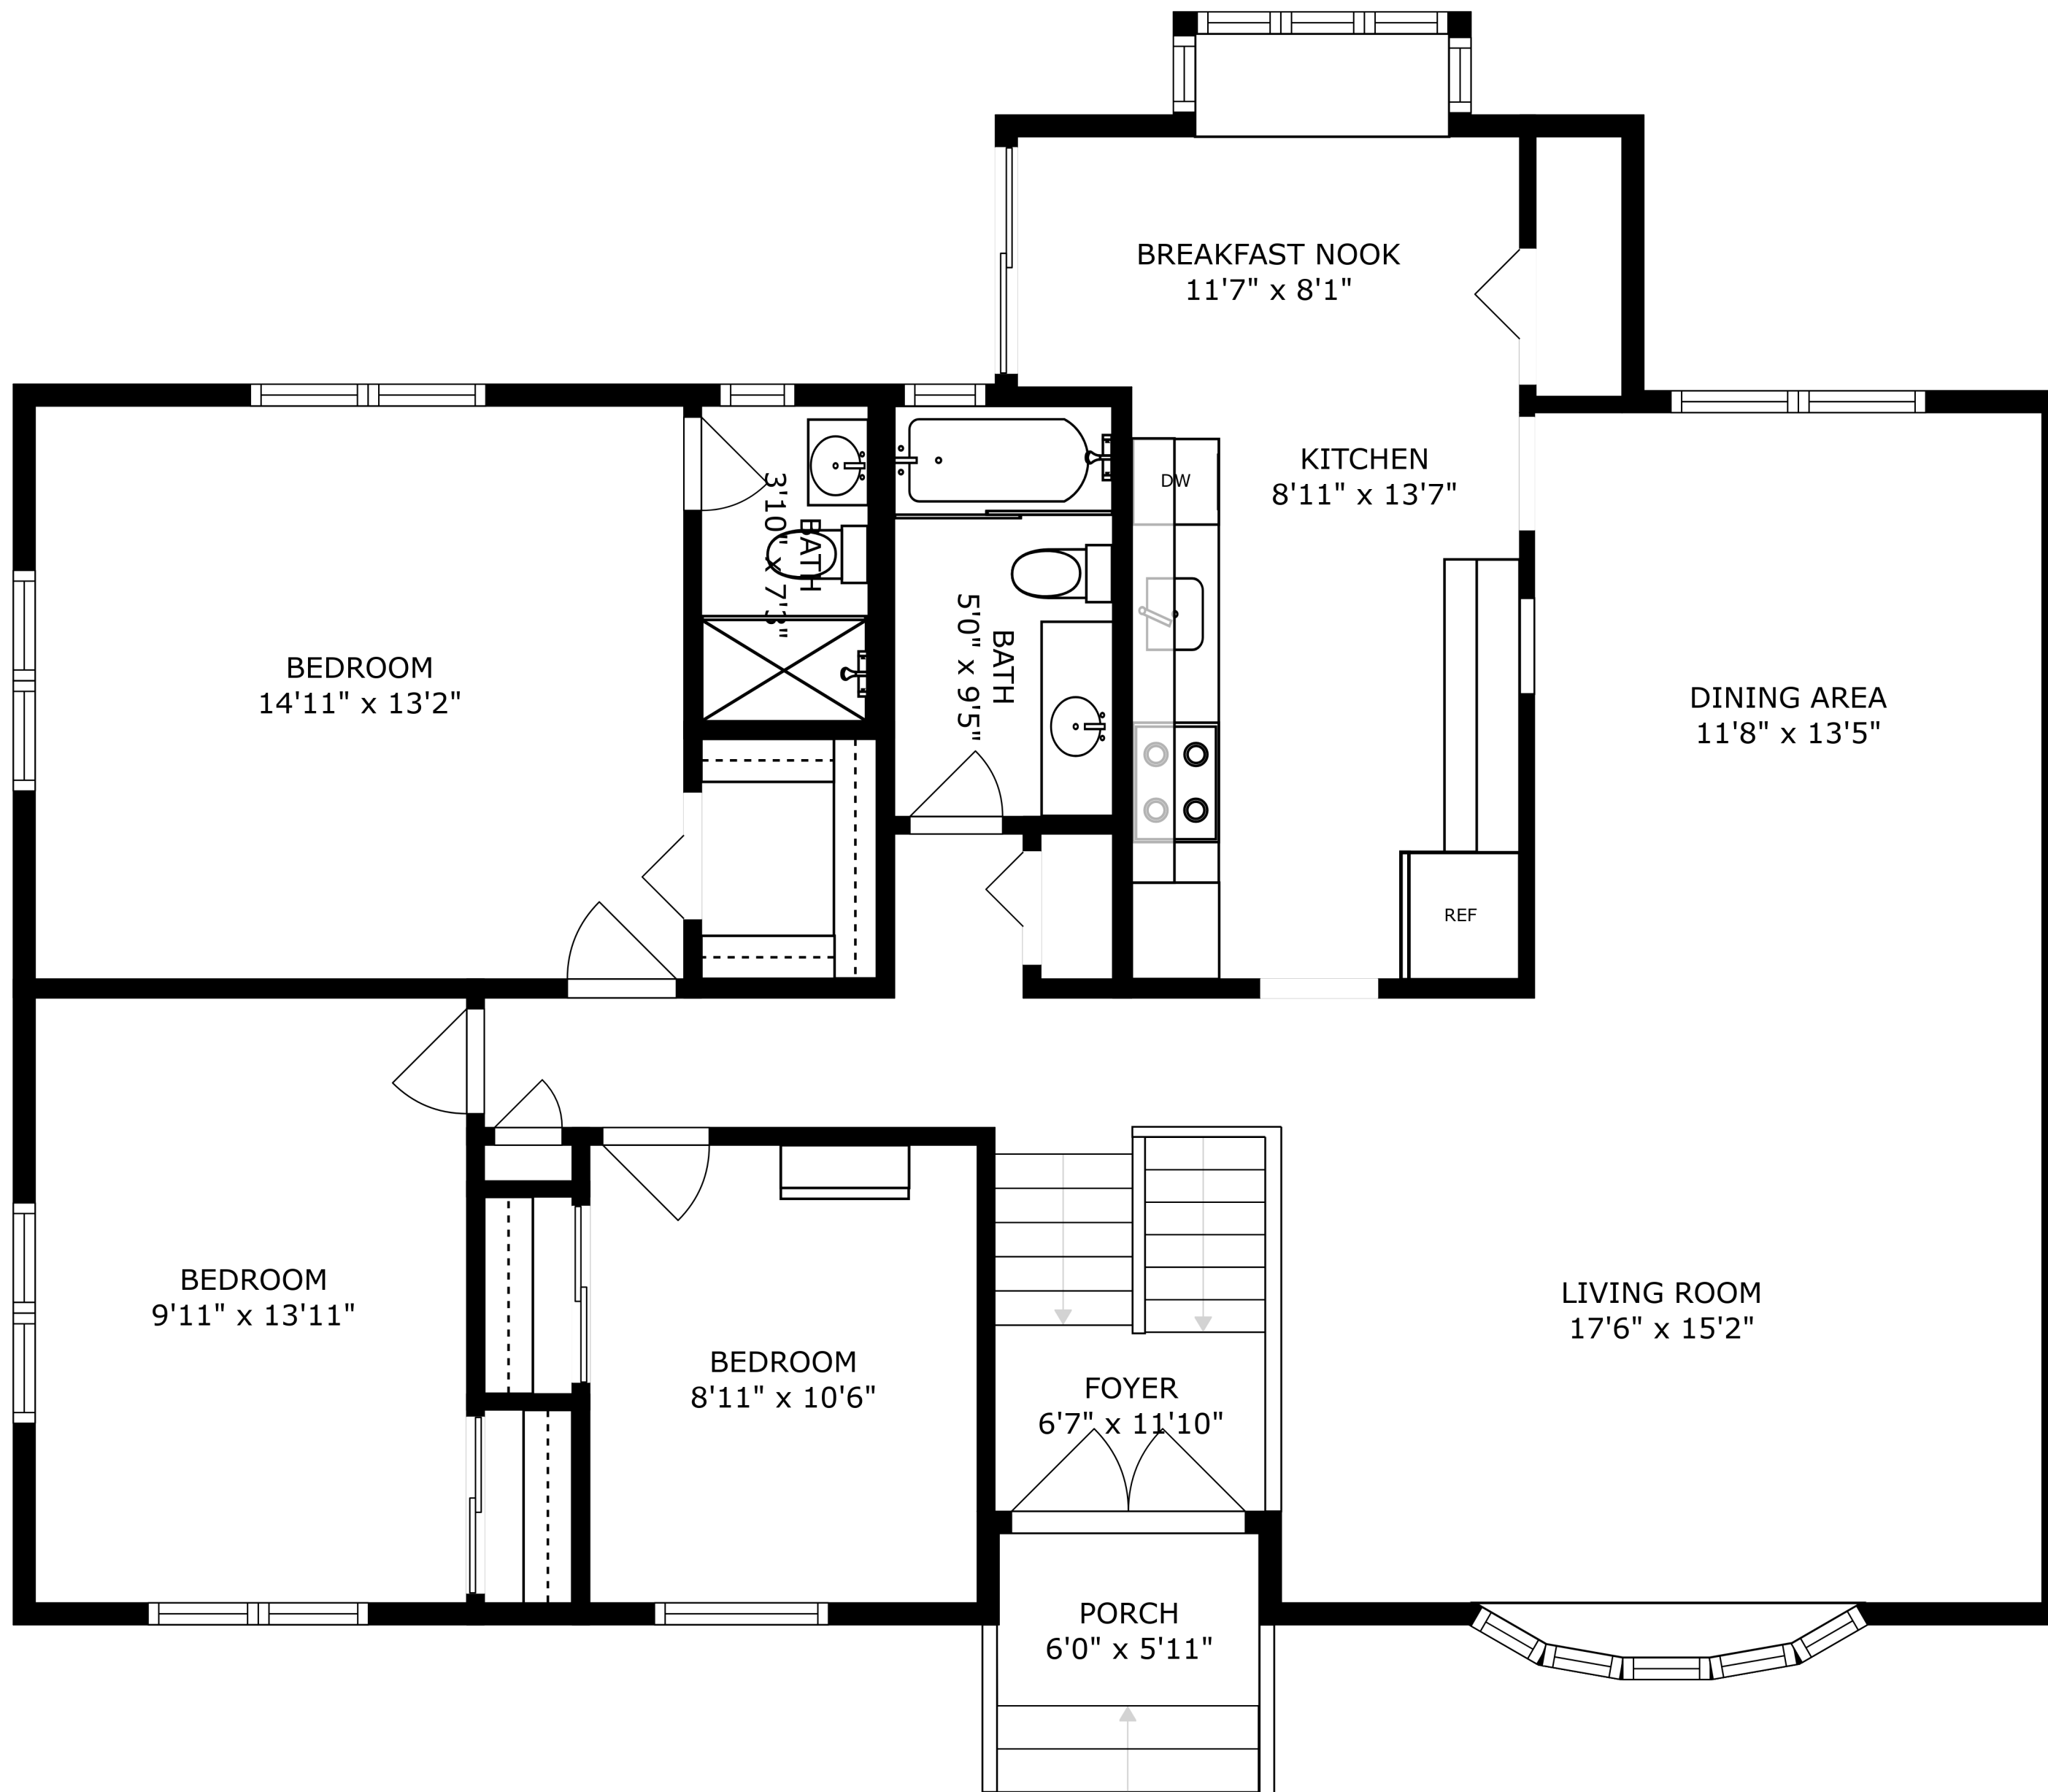 BREAKFAST NOOK
11'7" x 8'1"
KITCHEN
8'11" x 13'7"
DW
BATH
3'10" x 7'3"
BATH
5'0" x 9'5"
BEDROOM
14'11" x 13'2"
DINING AREA
11'8" x 13'5"
REF
BEDROOM
9'11" x 13'11"
BEDROOM
8'11" x 10'6"
FOYER
6'7" x 11'10"
LIVING ROOM
17'6" x 15'2"
PORCH
6'0" x 5'11"